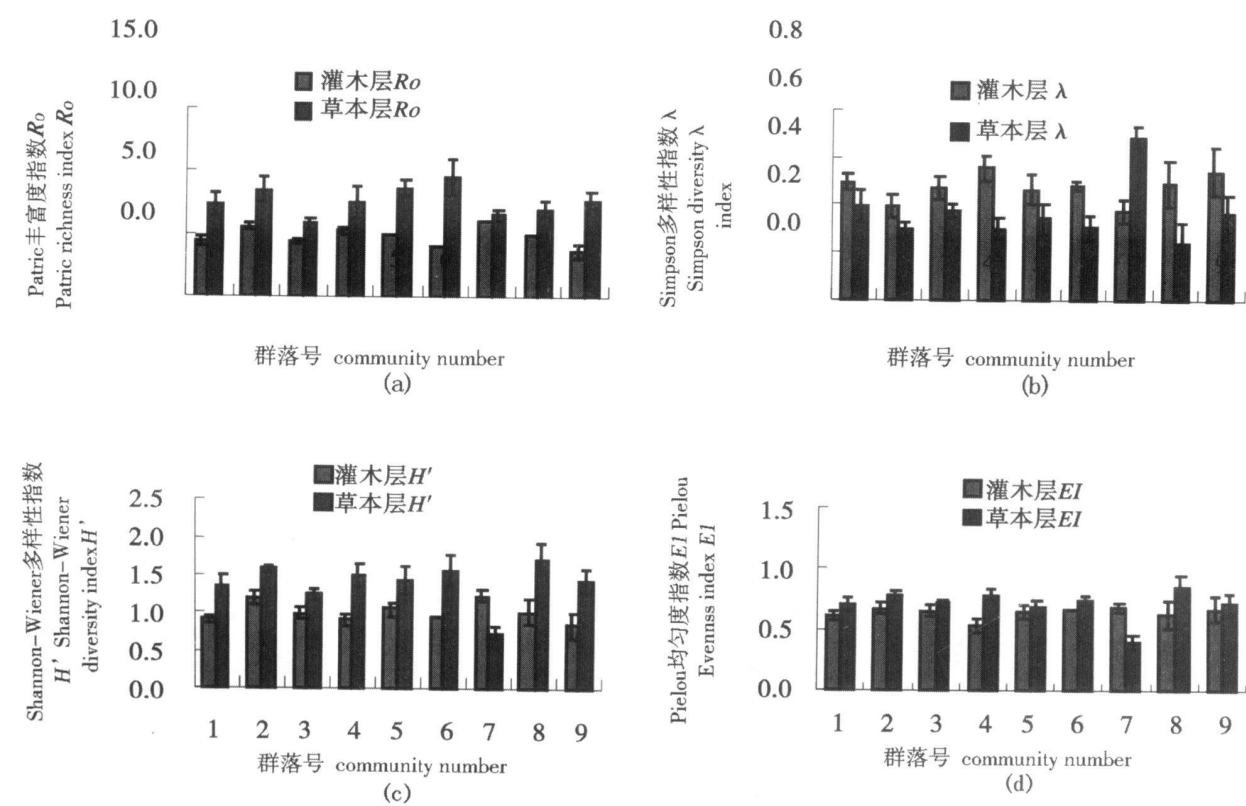 15.0
10.0
5.0
0.0
Patric丰富度指数Ro
Patric richness index Ro
灌木层Ro
草本层Ro
群落号 community number
(a)
0.8
0.6
0.4
0.2
0.0
Simpson多样性指数 λ
Simpson diversity λ
index
灌木层 λ
草本层 λ
群落号 community number
(b)
Shannon-Wiener多样性指数
H' Shannon-Wiener
diversity indexH'
2.5
2.0
1.5
1.0
0.5
0.0
灌木层H'
草本层H'
1 2 3 4 5 6 7 8 9
群落号 community number
(c)
Pielou均匀度指数E1 Pielou
Evennss index E1
1.5
1.0
0.5
0.0
灌木层EI
草本层EI
1 2 3 4 5 6 7 8 9
群落号 community number
(d)